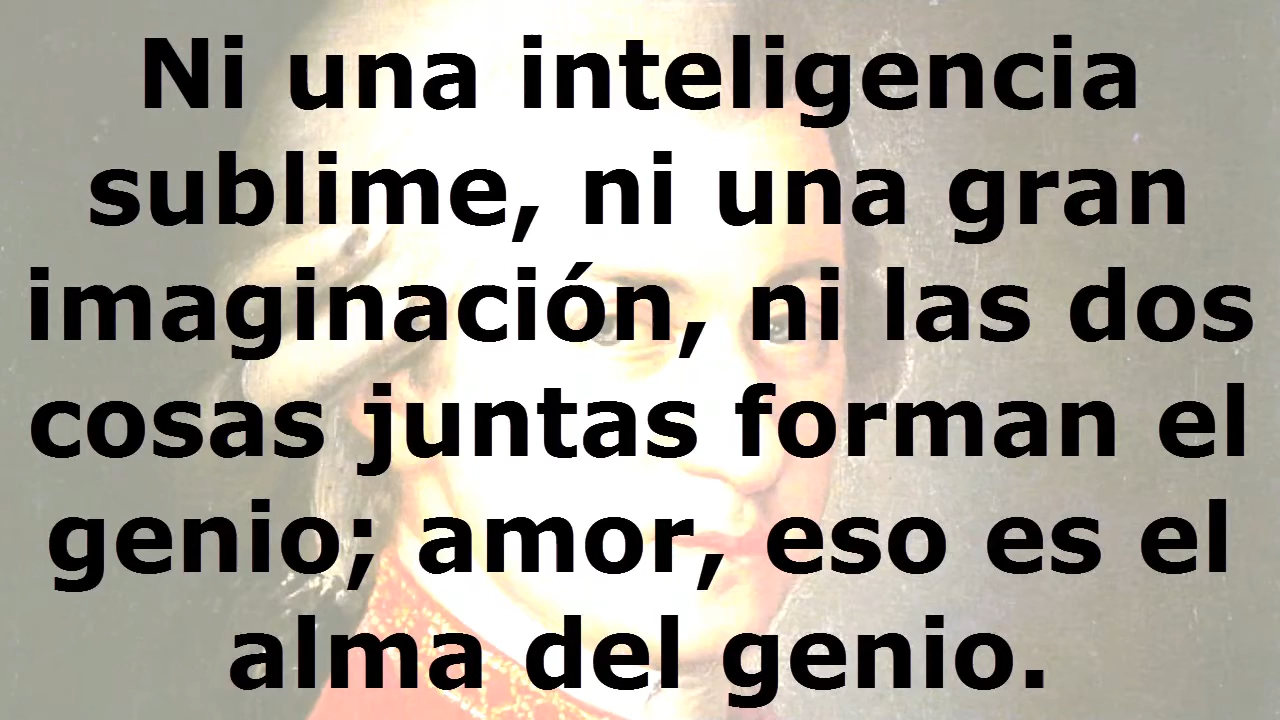 Ni una inteligencia
sublime, ni una gran
imaginación, ni las dos
cosas juntas forman el
genio; amor, eso es el
alma del genio.